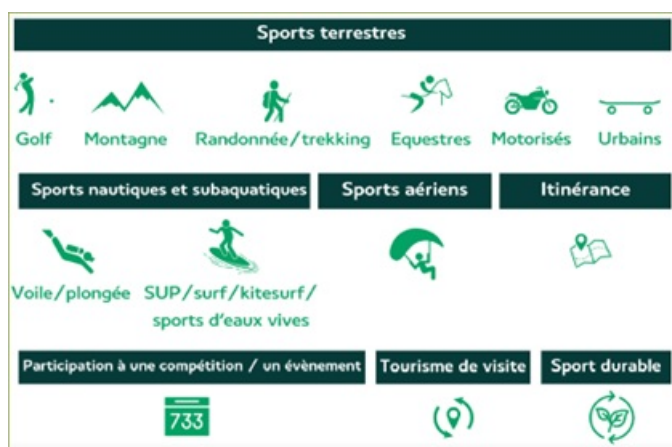 Sports terrestres
Golf Montagne Randonnée/trekking Equestres Motorisés Urbains
Sports nautiques et subaquatiques Sports aériens Itinérance
Voile/plongée SUP/surf/kitesurf/
sports d'eaux vives
Participation à une compétition / un évènement Tourisme de visite Sport durable
733